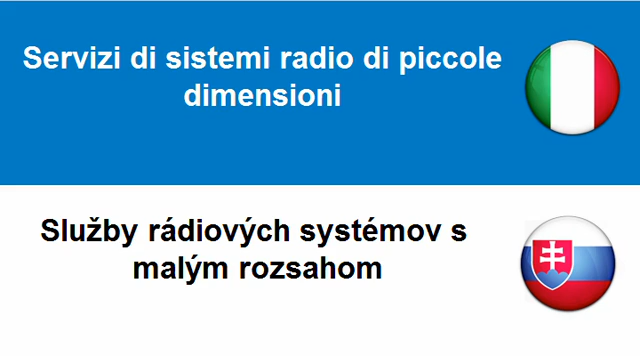 Servizi di sistemi radio di piccole
dimensioni
Služby rádiových systémov s
malým rozsahom